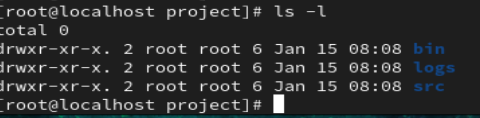 [root@localhost project]# ls -l
total 0
drwxr-xr-x. 2 root root 6 Jan 15 08:08 bin
drwxr-xr-x. 2 root root 6 Jan 15 08:08 logs
drwxr-xr-x. 2 root root 6 Jan 15 08:08 src
[root@localhost project]#